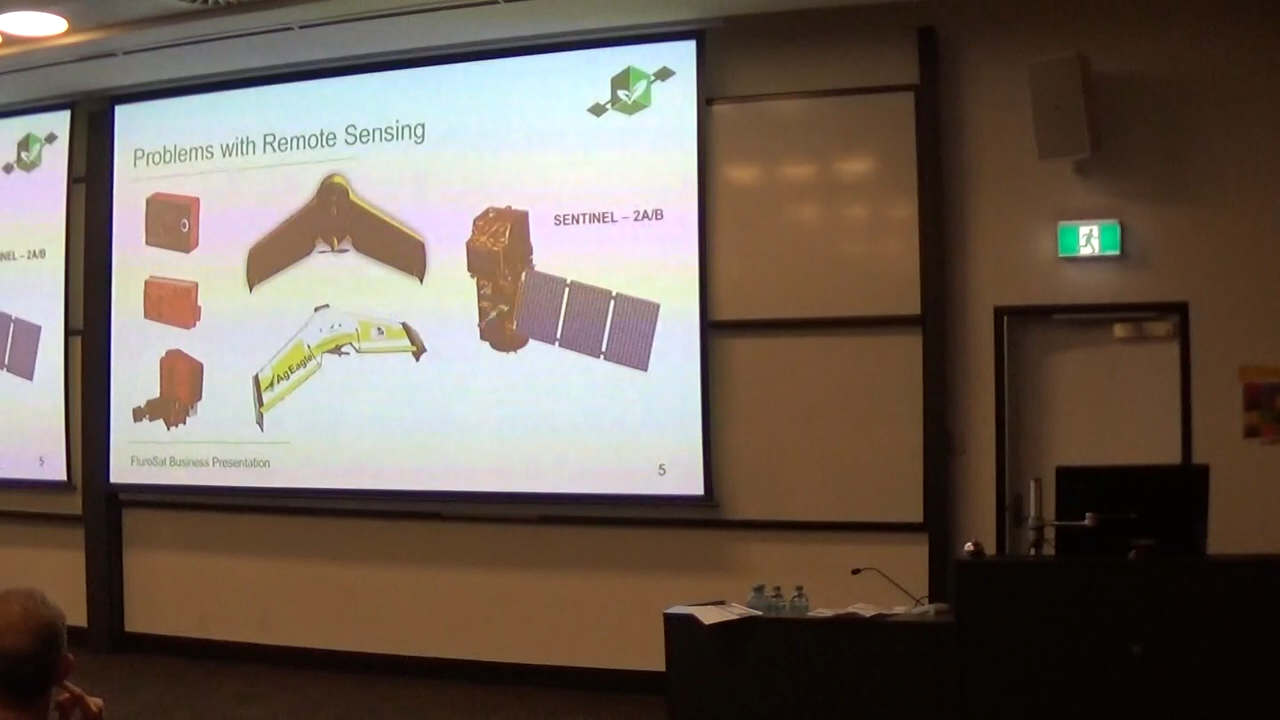 Problems with Remote Sensing
SENTINEL – 2A/B
NEL – 2A/B
AgEagle
FluroSat Business Presentation
5
5